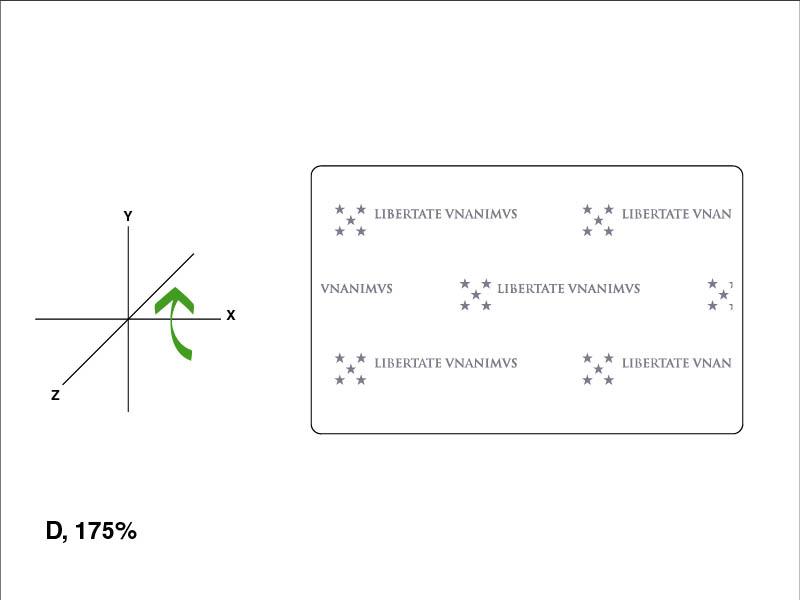 Y
X
Z
LIBERTATE VNANIMVS LIBERTATE VNAN
VNANIMVS LIBERTATE VNANIMVS
LIBERTATE VNANIMVS LIBERTATE VNAN
D, 175%